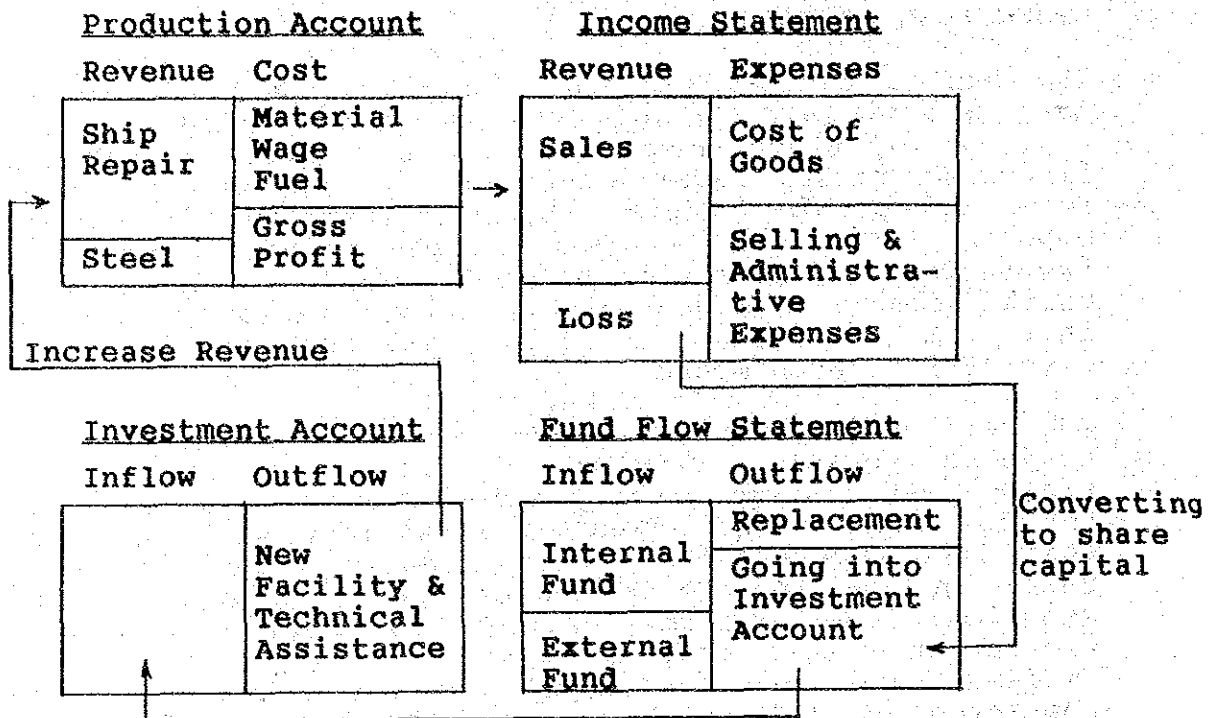 Production Account
Revenue Cost
Ship
Repair
Steel
Material
Wage
Fuel
Gross
Profit
Income Statement
Revenue Expenses
Sales
Loss
Cost of
Goods
Selling &
Administra-
tive
Expenses
Increase Revenue
Investment Account
Inflow Outflow
New
Facility &
Technical
Assistance
Fund Flow Statement
Inflow Outflow
Internal
Fund
External
Fund
Replacement
Going into
Investment
Account
Converting
to share
capital